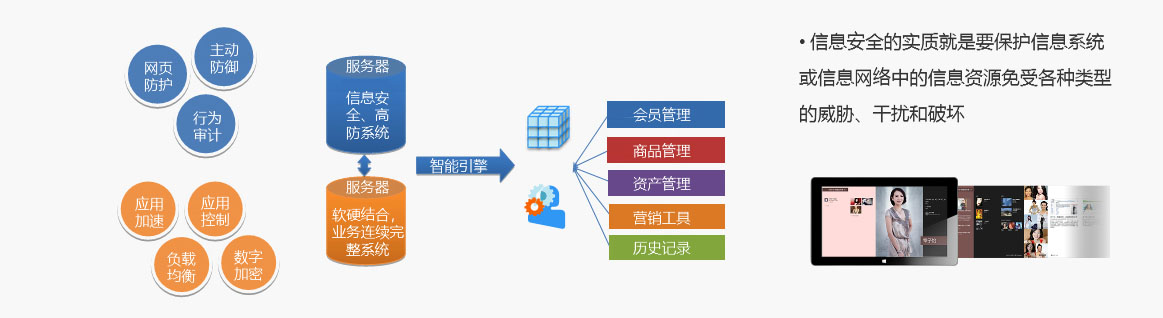 主动
防御
网页
防护
行为
审计
应用
加速
应用
控制
负载
均衡
数字
加密
服务器
信息安
全、高
防系统
服务器
软硬结合，
业务连续完
整系统
智能引擎
会员管理
商品管理
资产管理
营销工具
历史记录
• 信息安全的实质就是要保护信息系统
或信息网络中的信息资源免受各种类型
的威胁、干扰和破坏